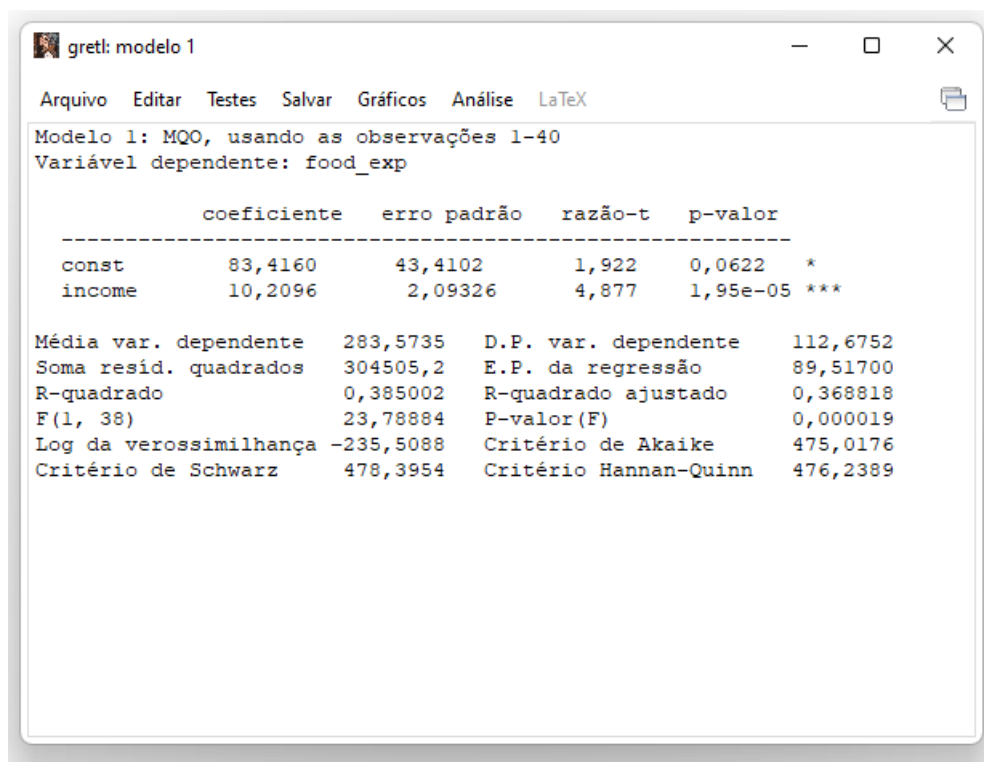 gretl: modelo 1
Arquivo Editar Testes Salvar Gráficos Análise LaTeX
Modelo 1: MQO, usando as observações 1-40
Variável dependente: food_exp
coeficiente erro padrão razão-t p-valor
-----------------------------------------------------------
const 83,4160 43,4102 1,922 0,0622 *
income 10,2096 2,09326 4,877 1,95e-05 ***
Média var. dependente 283,5735 D.P. var. dependente 112,6752
Soma resíd. quadrados 304505,2 E.P. da regressão 89,51700
R-quadrado 0,385002 R-quadrado ajustado 0,368818
F(1, 38) 23,78884 P-valor(F) 0,000019
Log da verossimilhança -235,5088 Critério de Akaike 475,0176
Critério de Schwarz 478,3954 Critério Hannan-Quinn 476,2389